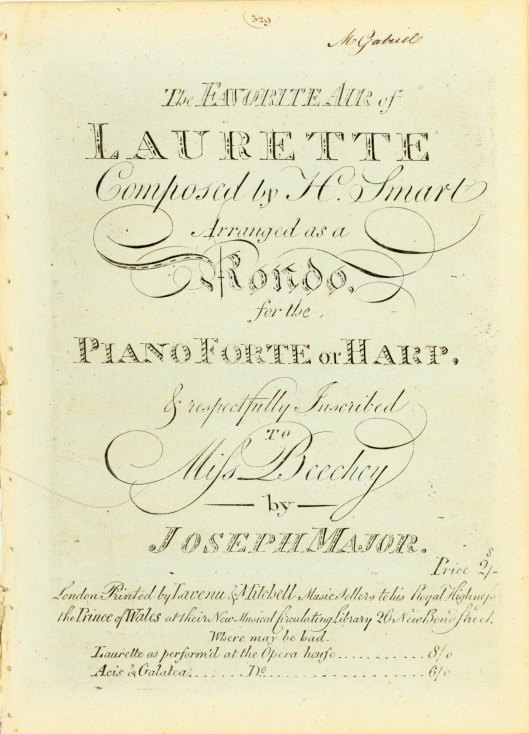 329
M Gabriel
The FAVORITE AIR of
LAURETTE
Composed by H. Smart
Arranged as a
Rondo,
for the
PIANO FORTE or HARP.
& respectfully Inscribed
TO
Miſs Beechey
by
JOSEPH MAJOR.
s
Price 2/-
London Printed by Lavenu & Mitchell Music Sellers to his Royal Highneſs
the Prince of Wales at their New Musical Circulating Library 26 New Bond Street.
Where may be had
Laurette as perform'd at the Opera houſe 8/0
Acis & Galatea Do. 6/0